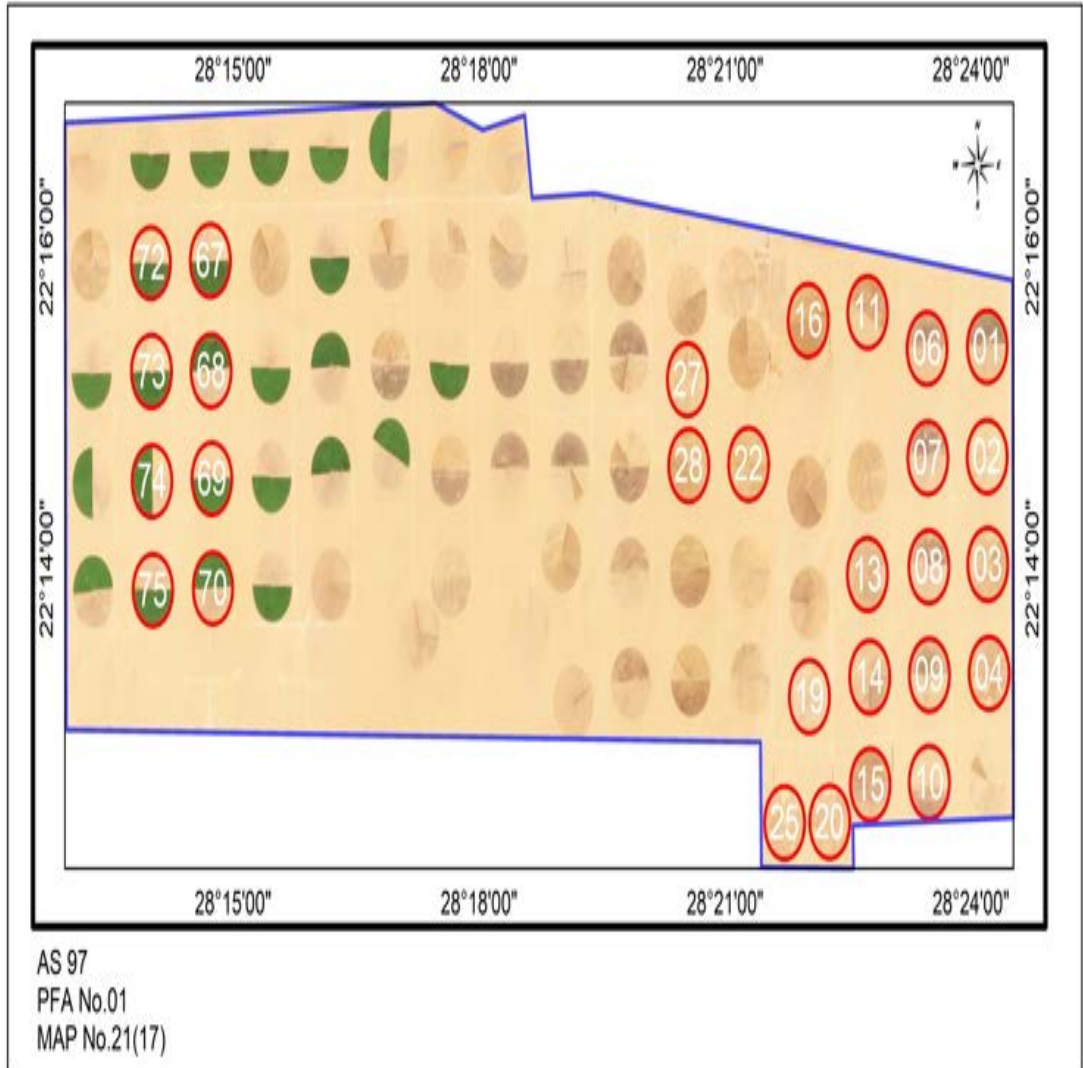 28°15'00" 28°18'00" 28°21'00" 28°24'00"
N
W E
S
22°16'00" 22°16'00"
72 67
16 11
06 01
73 68
27
74 69
28 22 07 02
22°14'00" 22°14'00"
75 70
13 08 03
19 14 09 04
15 10
25 20
28°15'00" 28°18'00" 28°21'00" 28°24'00"
AS 97
PFA No.01
MAP No.21(17)